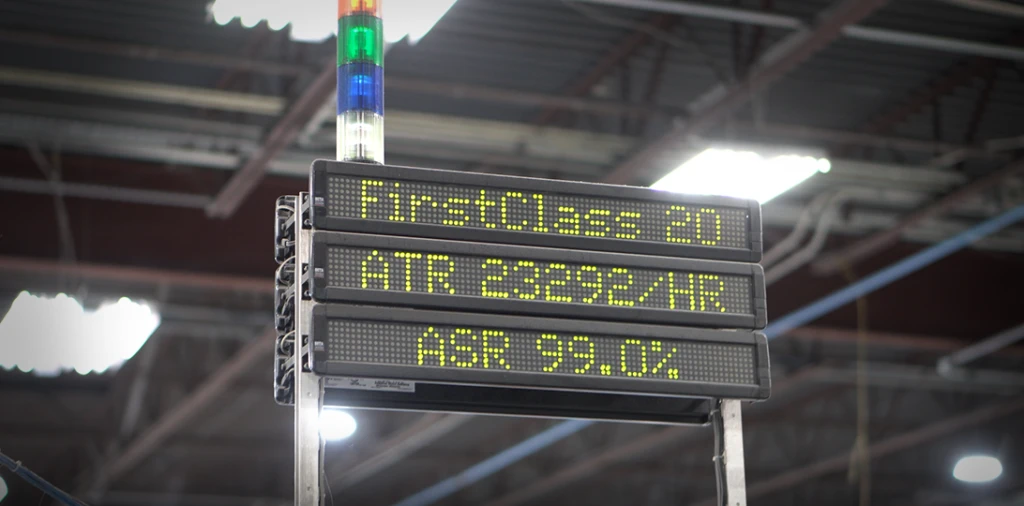 FirstClass 20
ATR 23292/HR
ASR 99.0%